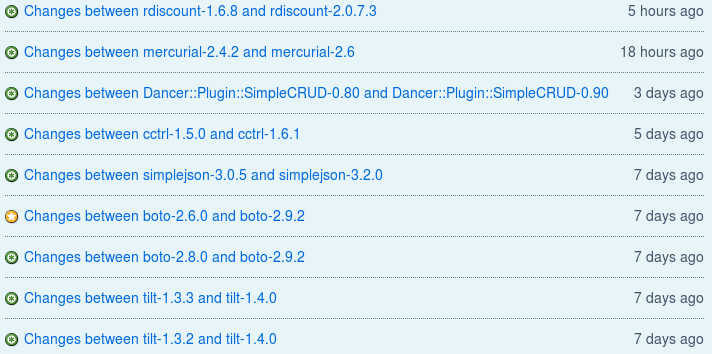 Changes between rdiscount-1.6.8 and rdiscount-2.0.7.3 5 hours ago
Changes between mercurial-2.4.2 and mercurial-2.6 18 hours ago
Changes between Dancer::Plugin::SimpleCRUD-0.80 and Dancer::Plugin::SimpleCRUD-0.90 3 days ago
Changes between cctrl-1.5.0 and cctrl-1.6.1 5 days ago
Changes between simplejson-3.0.5 and simplejson-3.2.0 7 days ago
Changes between boto-2.6.0 and boto-2.9.2 7 days ago
Changes between boto-2.8.0 and boto-2.9.2 7 days ago
Changes between tilt-1.3.3 and tilt-1.4.0 7 days ago
Changes between tilt-1.3.2 and tilt-1.4.0 7 days ago